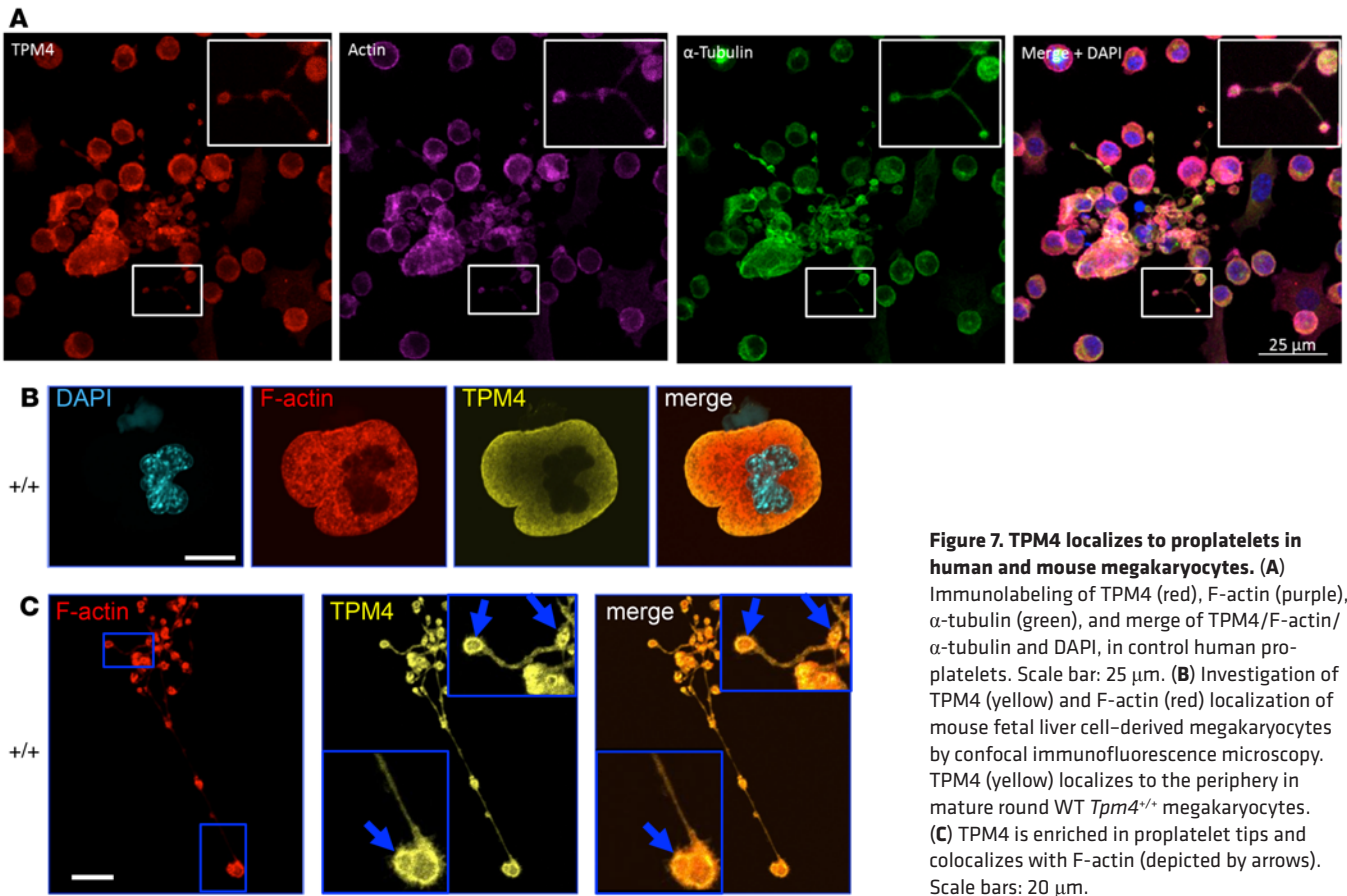 A
TPM4
Actin
α-Tubulin
Merge + DAPI
25 µm
B
DAPI
F-actin
TPM4
merge
+/+
C
F-actin
TPM4
merge
+/+
Figure 7. TPM4 localizes to proplatelets in
human and mouse megakaryocytes. (A)
Immunolabeling of TPM4 (red), F-actin (purple),
α-tubulin (green), and merge of TPM4/F-actin/
α-tubulin and DAPI, in control human pro-
platelets. Scale bar: 25 µm. (B) Investigation of
TPM4 (yellow) and F-actin (red) localization of
mouse fetal liver cell–derived megakaryocytes
by confocal immunofluorescence microscopy.
TPM4 (yellow) localizes to the periphery in
mature round WT Tpm4+/+ megakaryocytes.
(C) TPM4 is enriched in proplatelet tips and
colocalizes with F-actin (depicted by arrows).
Scale bars: 20 µm.